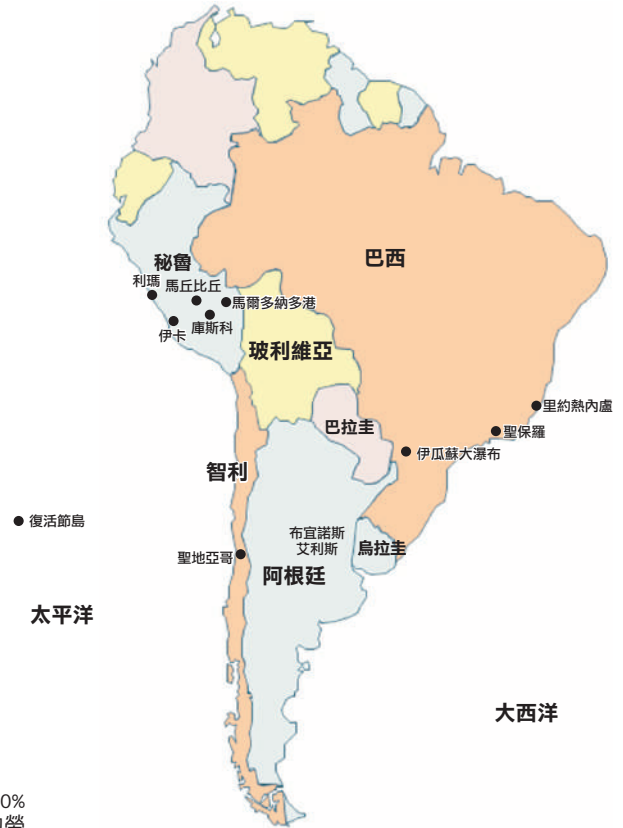 秘魯
巴西
利瑪
馬丘比丘
馬爾多納多港
伊卡
庫斯科
玻利維亞
里約熱內盧
巴拉圭
聖保羅
伊瓜蘇大瀑布
智利
復活節島
布宜諾斯
艾利斯
烏拉圭
聖地亞哥
阿根廷
太平洋
大西洋
0%